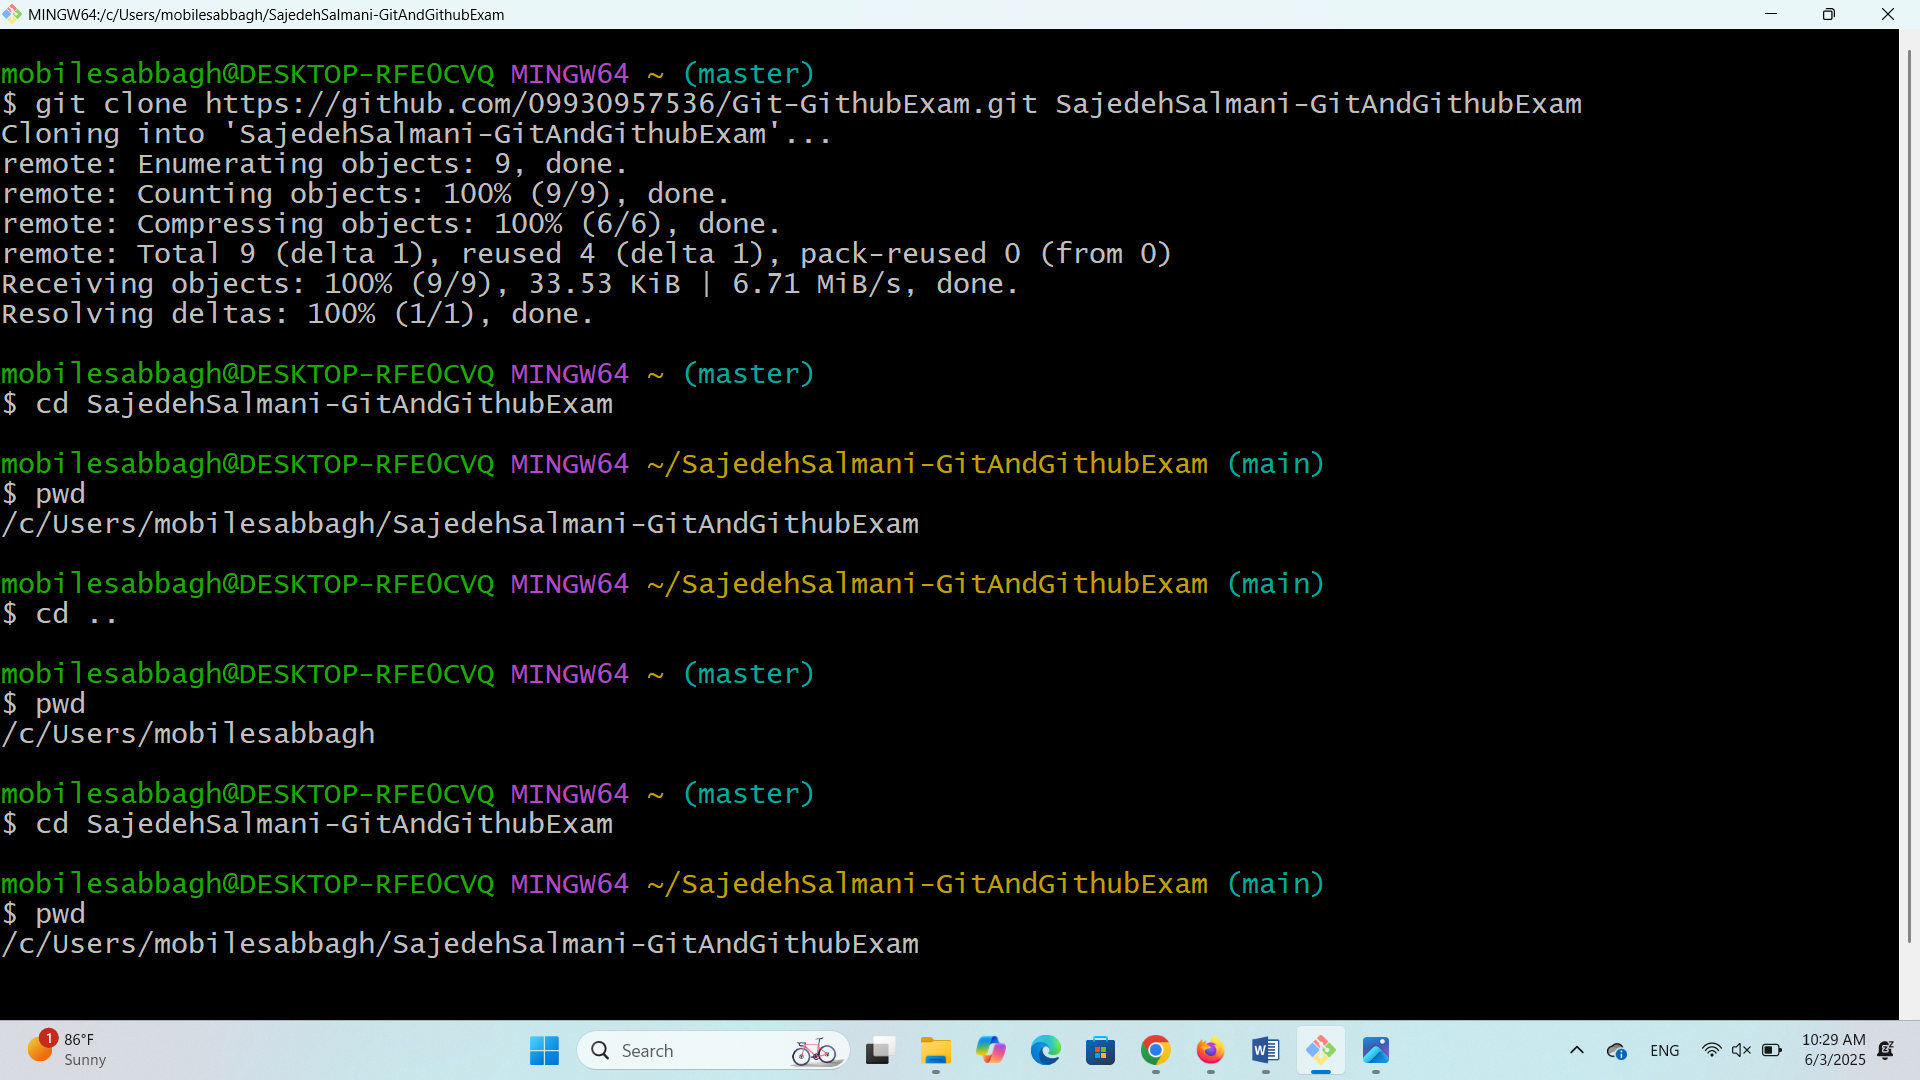 MINGW64:/c/Users/mobilesabbagh/SajedehSalmani-GitAndGithubExam
mobilesabbagh@DESKTOP-RFE0CVQ MINGW64 ~ (master)
$ git clone https://github.com/09930957536/Git-GithubExam.git SajedehSalmani-GitAndGithubExam
Cloning into 'SajedehSalmani-GitAndGithubExam'...
remote: Enumerating objects: 9, done.
remote: Counting objects: 100% (9/9), done.
remote: Compressing objects: 100% (6/6), done.
remote: Total 9 (delta 1), reused 4 (delta 1), pack-reused 0 (from 0)
Receiving objects: 100% (9/9), 33.53 KiB | 6.71 MiB/s, done.
Resolving deltas: 100% (1/1), done.
mobilesabbagh@DESKTOP-RFE0CVQ MINGW64 ~ (master)
$ cd SajedehSalmani-GitAndGithubExam
mobilesabbagh@DESKTOP-RFE0CVQ MINGW64 ~/SajedehSalmani-GitAndGithubExam (main)
$ pwd
/c/Users/mobilesabbagh/SajedehSalmani-GitAndGithubExam
mobilesabbagh@DESKTOP-RFE0CVQ MINGW64 ~/SajedehSalmani-GitAndGithubExam (main)
$ cd ..
mobilesabbagh@DESKTOP-RFE0CVQ MINGW64 ~ (master)
$ pwd
/c/Users/mobilesabbagh
mobilesabbagh@DESKTOP-RFE0CVQ MINGW64 ~ (master)
$ cd SajedehSalmani-GitAndGithubExam
mobilesabbagh@DESKTOP-RFE0CVQ MINGW64 ~/SajedehSalmani-GitAndGithubExam (main)
$ pwd
/c/Users/mobilesabbagh/SajedehSalmani-GitAndGithubExam
1
86°F
Sunny
Search
ENG
10:29 AM
6/3/2025